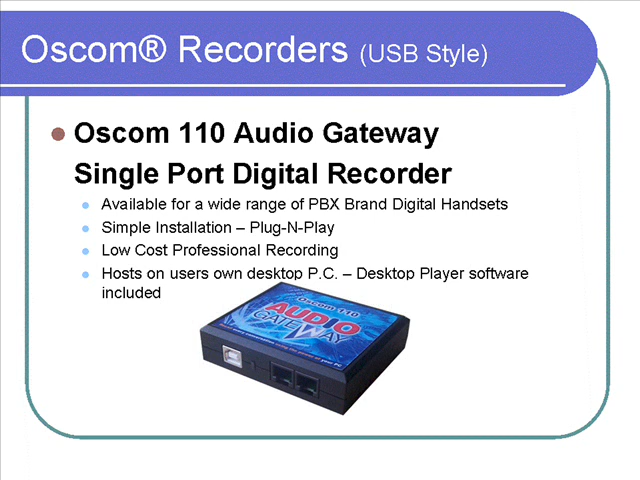 Oscom® Recorders (USB Style)
Oscom 110 Audio Gateway
Single Port Digital Recorder
Available for a wide range of PBX Brand Digital Handsets
Simple Installation – Plug-N-Play
Low Cost Professional Recording
Hosts on users own desktop P.C. – Desktop Player software
included
Oscom 110
AUDIO
GATEWAY